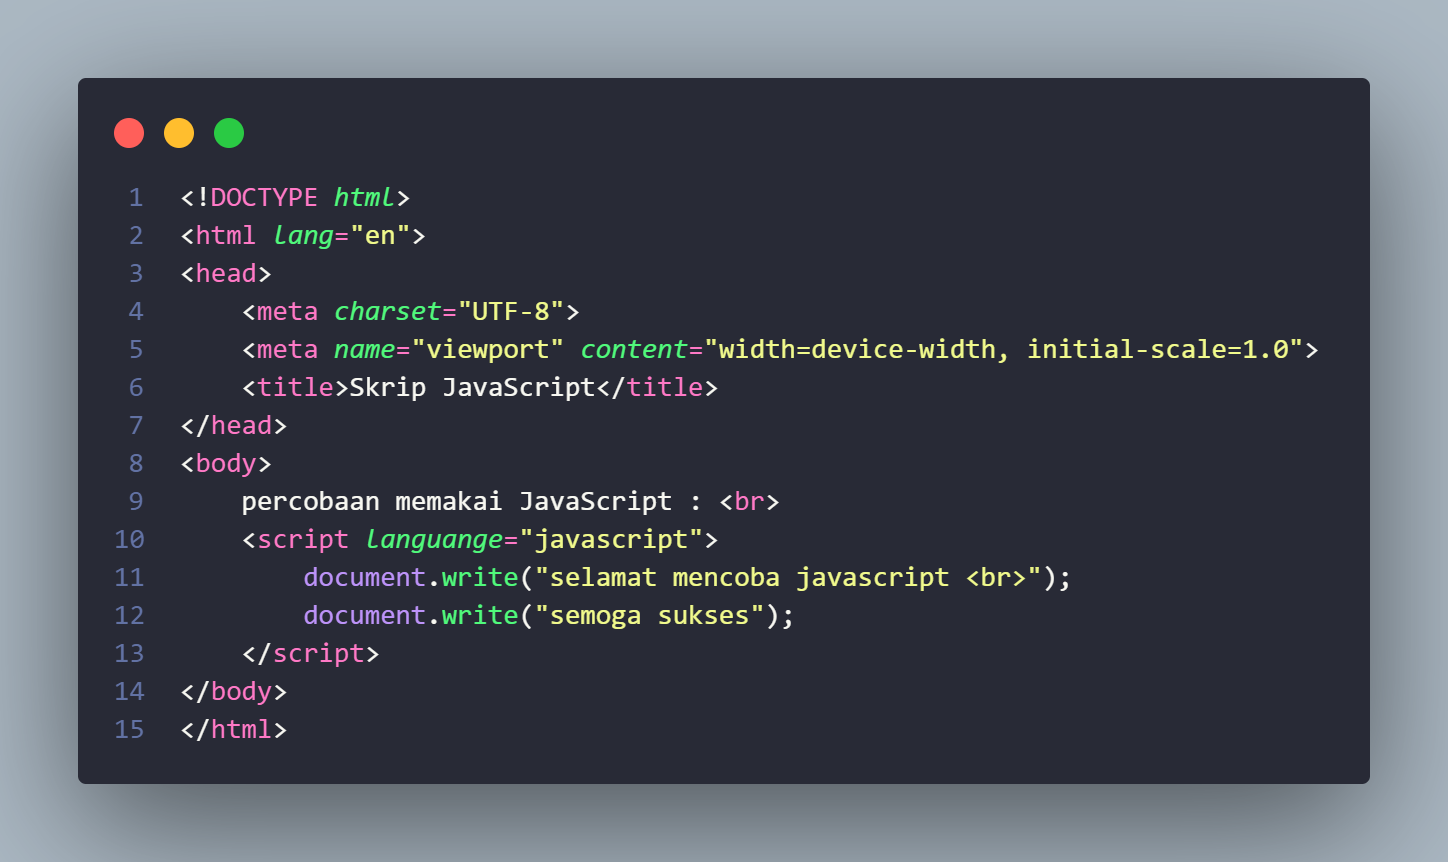 1 <!DOCTYPE html>
2 <html lang="en">
3 <head>
4     <meta charset="UTF-8">
5     <meta name="viewport" content="width=device-width, initial-scale=1.0">
6     <title>Skrip JavaScript</title>
7 </head>
8 <body>
9     percobaan memakai JavaScript : <br>
10     <script languange="javascript">
11         document.write("selamat mencoba javascript <br>");
12         document.write("semoga sukses");
13     </script>
14 </body>
15 </html>